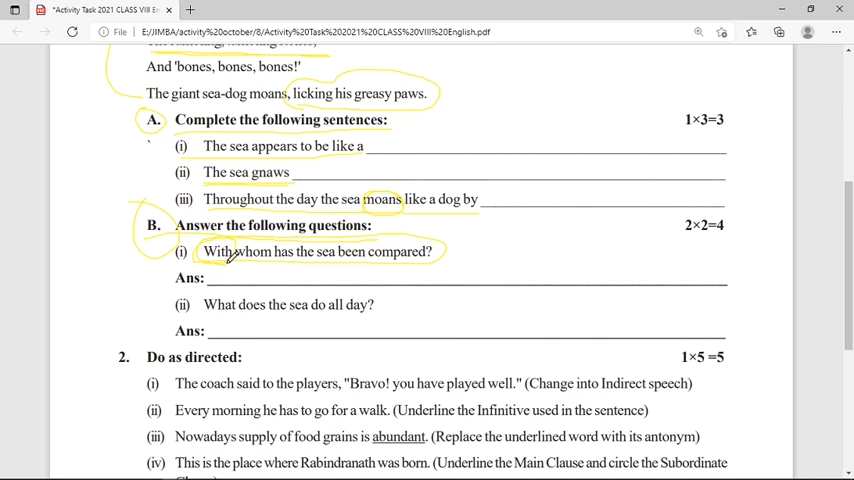 *Activity Task 2021 CLASS VIII En
File
E:/JIMBA/activity%20october/8/Activity%20Task%202021%20CLASS%20VIII%20English.pdf
And 'bones, bones, bones!'
The giant sea-dog moans, licking his greasy paws.
A. Complete the following sentences: 1×3=3
(i) The sea appears to be like a
(ii) The sea gnaws
(iii) Throughout the day the sea moans like a dog by
B. Answer the following questions: 2×2=4
(i) With whom has the sea been compared?
Ans:
(ii) What does the sea do all day?
Ans:
2. Do as directed: 1×5 =5
(i) The coach said to the players, "Bravo! you have played well." (Change into Indirect speech)
(ii) Every morning he has to go for a walk. (Underline the Infinitive used in the sentence)
(iii) Nowadays supply of food grains is abundant. (Replace the underlined word with its antonym)
(iv) This is the place where Rabindranath was born. (Underline the Main Clause and circle the Subordinate